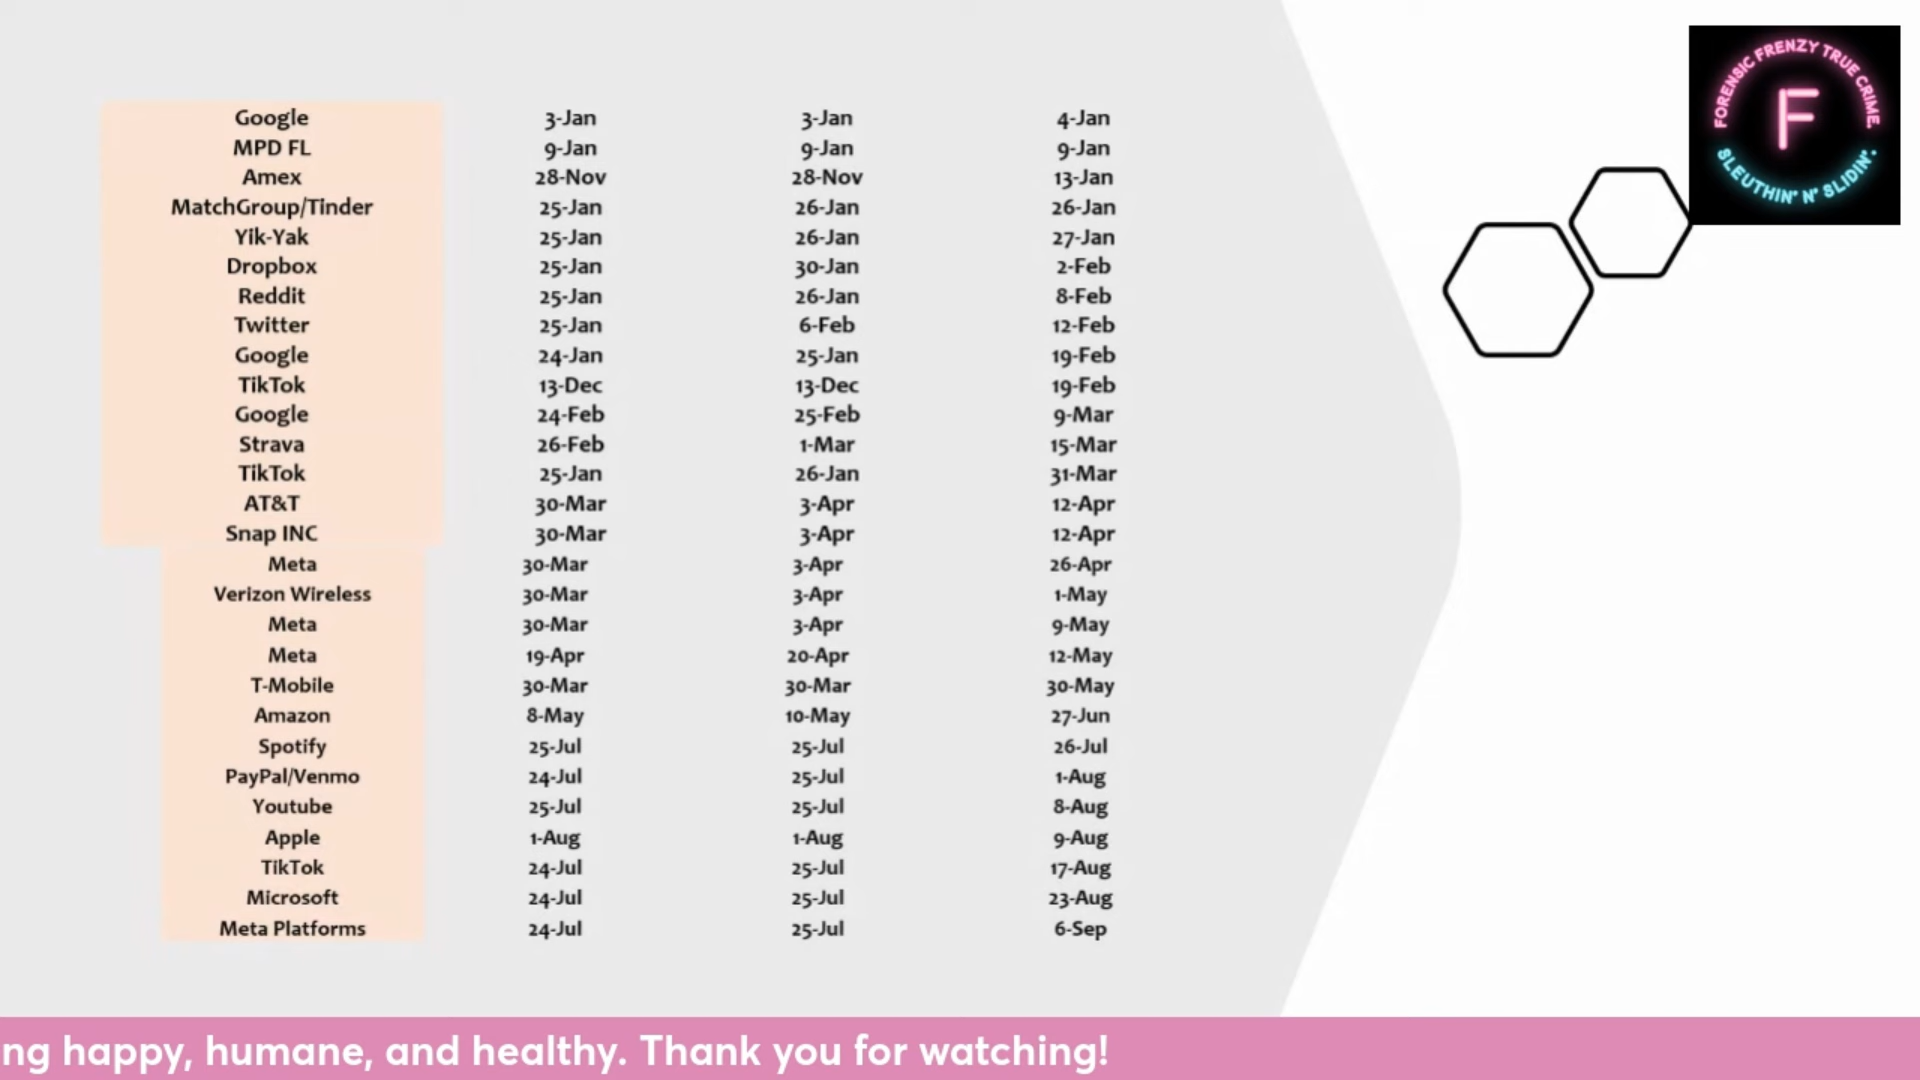 Google 3-Jan 3-Jan 4-Jan
MPD FL 9-Jan 9-Jan 9-Jan
Amex 28-Nov 28-Nov 13-Jan
MatchGroup/Tinder 25-Jan 26-Jan 26-Jan
Yik-Yak 25-Jan 26-Jan 27-Jan
Dropbox 25-Jan 30-Jan 2-Feb
Reddit 25-Jan 26-Jan 8-Feb
Twitter 25-Jan 6-Feb 12-Feb
Google 24-Jan 25-Jan 19-Feb
TikTok 13-Dec 13-Dec 19-Feb
Google 24-Feb 25-Feb 9-Mar
Strava 26-Feb 1-Mar 15-Mar
TikTok 25-Jan 26-Jan 31-Mar
AT&T 30-Mar 3-Apr 12-Apr
Snap INC 30-Mar 3-Apr 12-Apr
Meta 30-Mar 3-Apr 26-Apr
Verizon Wireless 30-Mar 3-Apr 1-May
Meta 30-Mar 3-Apr 9-May
Meta 19-Apr 20-Apr 12-May
T-Mobile 30-Mar 30-Mar 30-May
Amazon 8-May 10-May 27-Jun
Spotify 25-Jul 25-Jul 26-Jul
PayPal/Venmo 24-Jul 25-Jul 1-Aug
Youtube 25-Jul 25-Jul 8-Aug
Apple 1-Aug 1-Aug 9-Aug
TikTok 24-Jul 25-Jul 17-Aug
Microsoft 24-Jul 25-Jul 23-Aug
Meta Platforms 24-Jul 25-Jul 6-Sep
FORENSIC FRENZY TRUE CRIME.
F
SLEUTHIN' N' SLIDIN'.
ng happy, humane, and healthy. Thank you for watching!